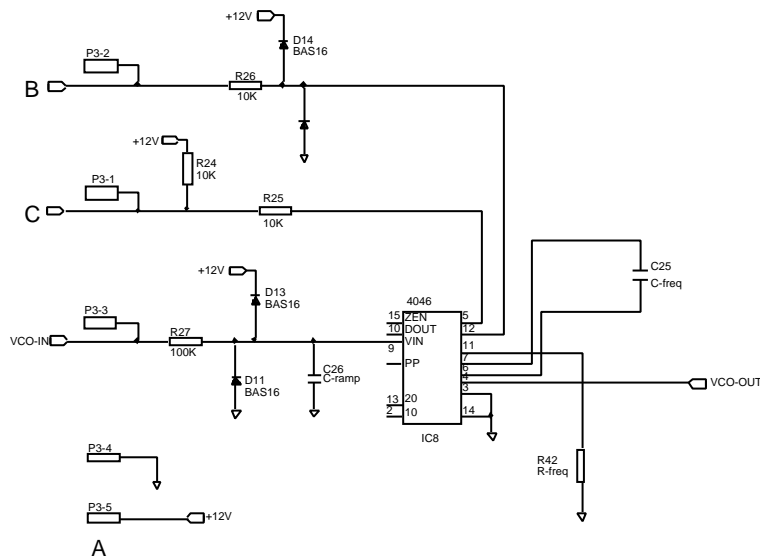 +12V
D14
BAS16
P3-2
B
R26
10K
+12V
R24
10K
P3-1
C
R25
10K
+12V
D13
BAS16
P3-3
VCO-IN
R27
100K
D11
BAS16
C26
C-ramp
4046
15 ZEN 5
10 DOUT 12
VIN
9
11
PP
7
6
4
3
13 20
2 10 14
IC8
C25
C-freq
VCO-OUT
R42
R-freq
P3-4
P3-5
+12V
A